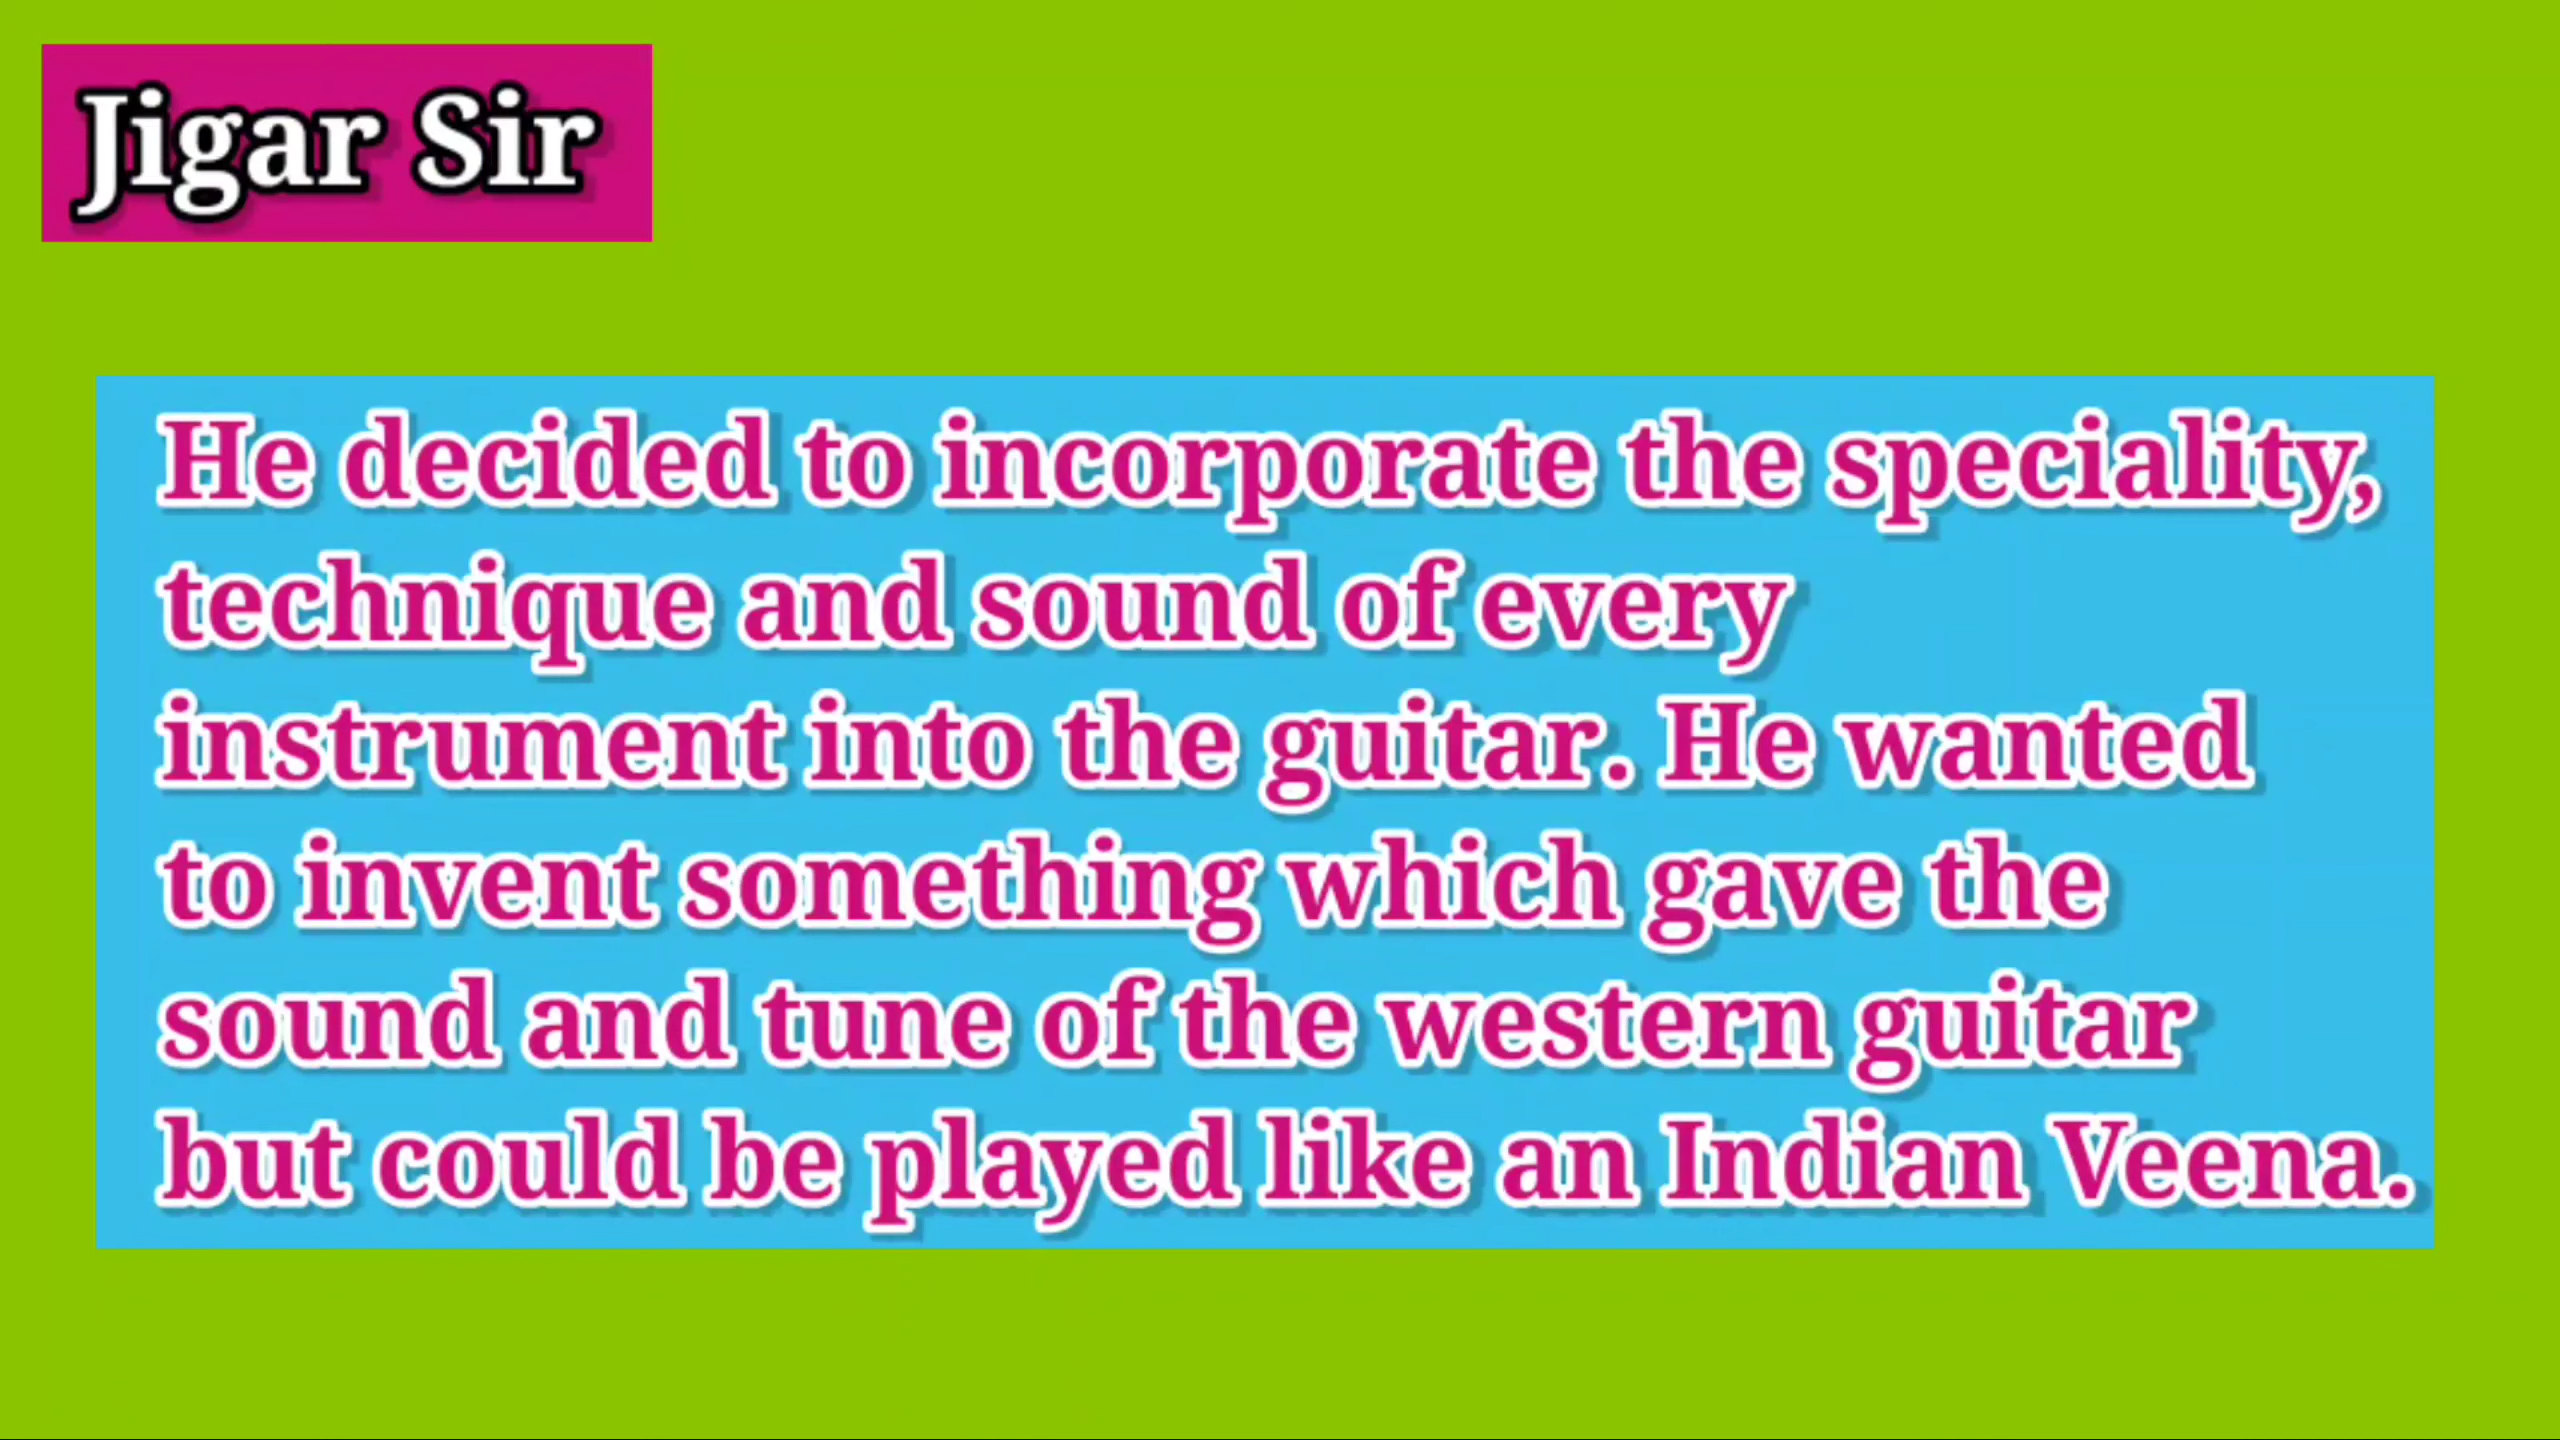 Jigar Sir
He decided to incorporate the speciality,
technique and sound of every
instrument into the guitar. He wanted
to invent something which gave the
sound and tune of the western guitar
but could be played like an Indian Veena.